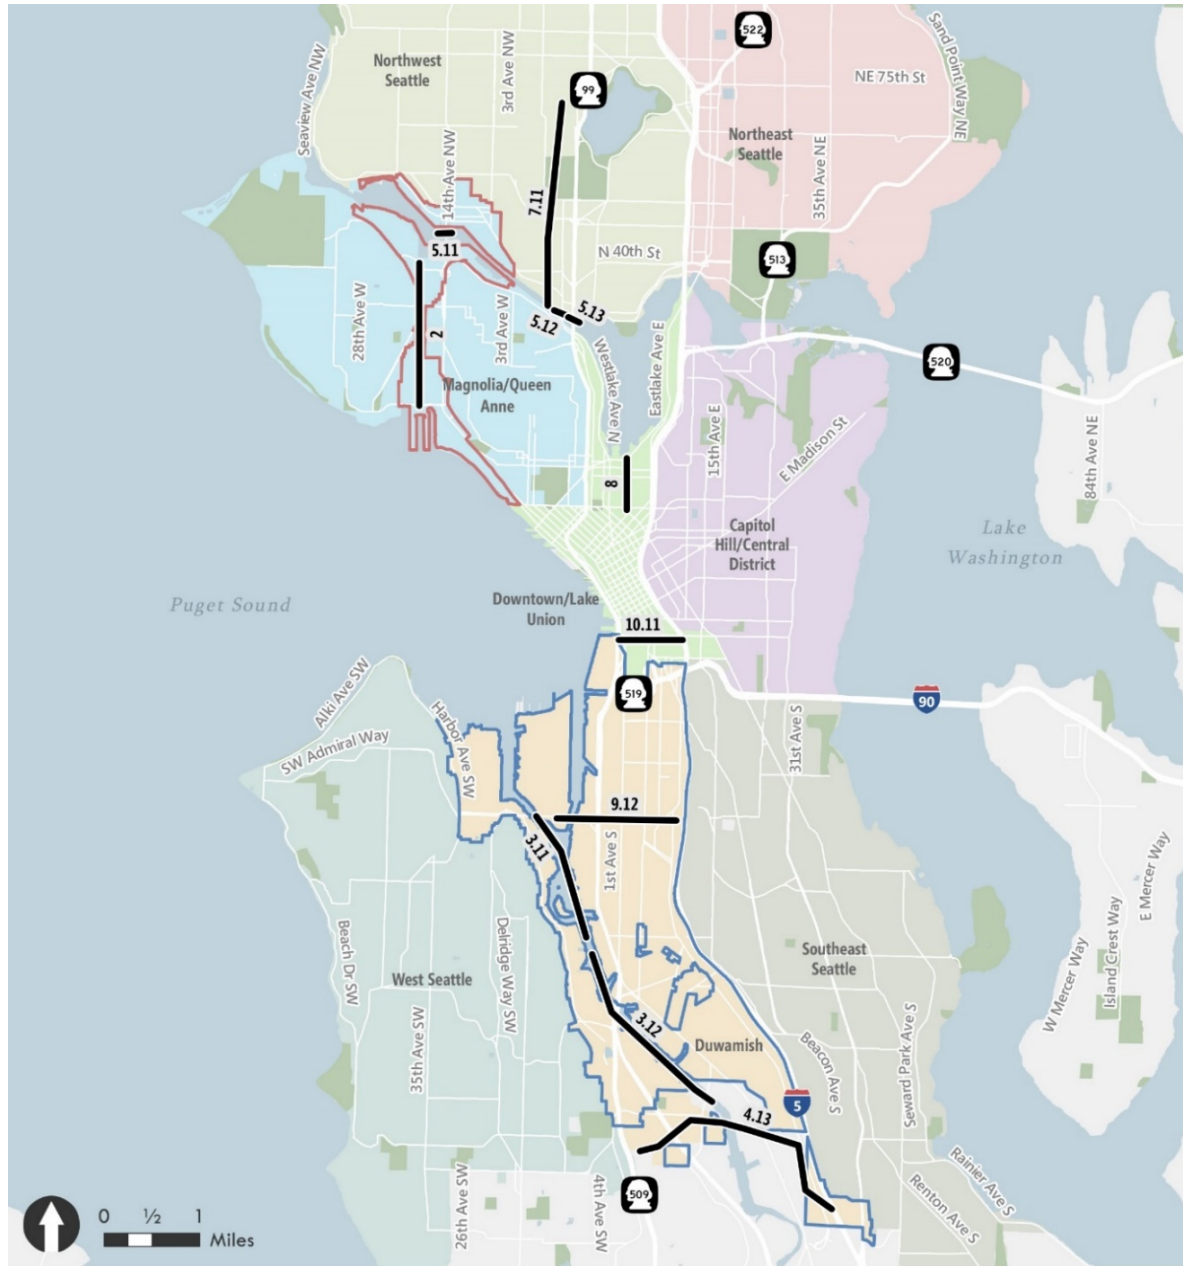 522
Northwest
Seattle
Seaview Ave NW
3rd Ave NW
99
Sand Point Way NE
NE 75th St
Northeast
Seattle
14th Ave NW
35th Ave NE
7.11
5.11
N 40th St
513
28th Ave W
2
3rd Ave W
5.12
5.13
Westlake Ave N
Eastlake Ave E
520
Magnolia/Queen
Anne
15th Ave E
E Madison St
84th Ave NE
8
Capitol
Hill/Central
District
Lake
Washington
Puget Sound
Downtown/Lake
Union
10.11
519
90
Alki Ave SW
SW Admiral Way
Harbor Ave SW
31st Ave S
9.12
3.11
1st Ave S
E Mercer Way
Island Crest Way
W Mercer Way
Beach Dr SW
Delridge Way SW
West Seattle
Southeast
Seattle
35th Ave SW
3.12
Duwamish
Beacon Ave S
Seward Park Ave S
5
4.13
Rainier Ave S
Renton Ave S
26th Ave SW
4th Ave SW
509
0 ½ 1
Miles